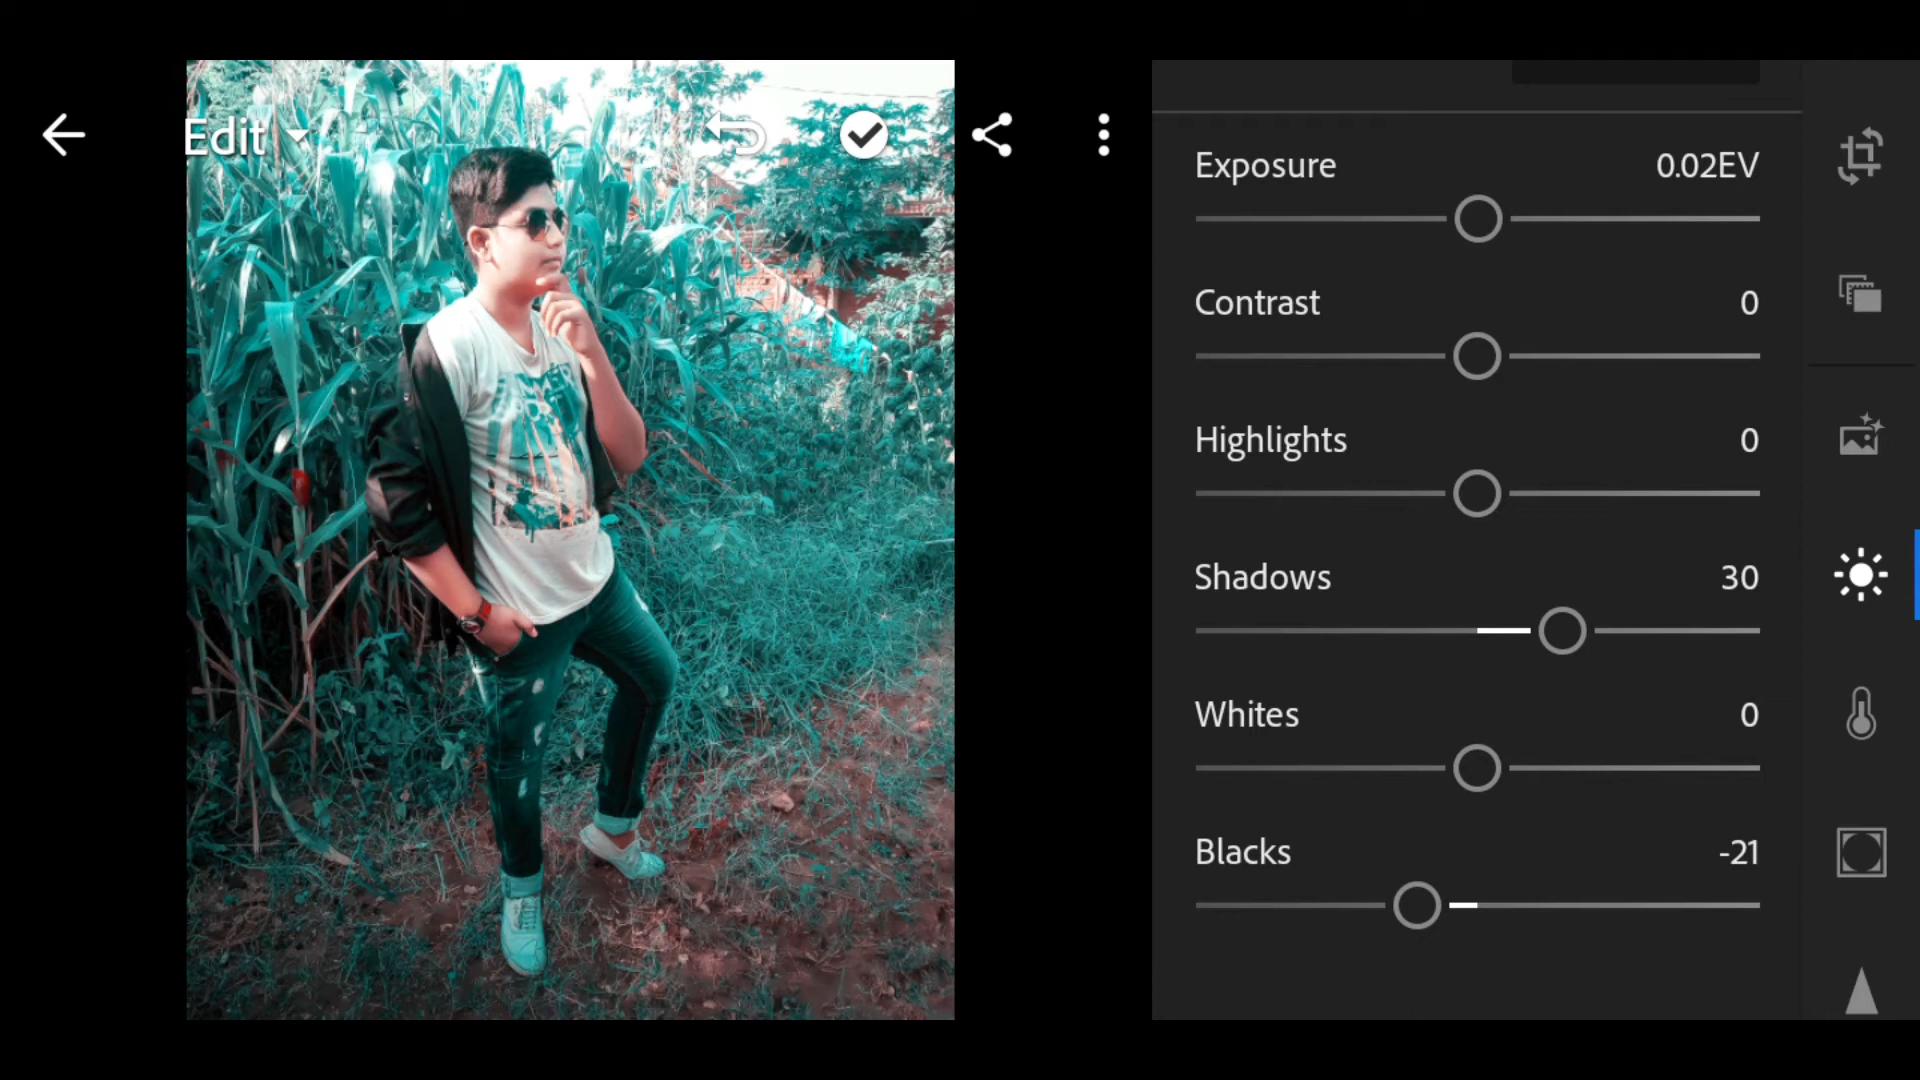 Edit
Exposure 0.02EV
Contrast 0
Highlights 0
Shadows 30
Whites 0
Blacks -21